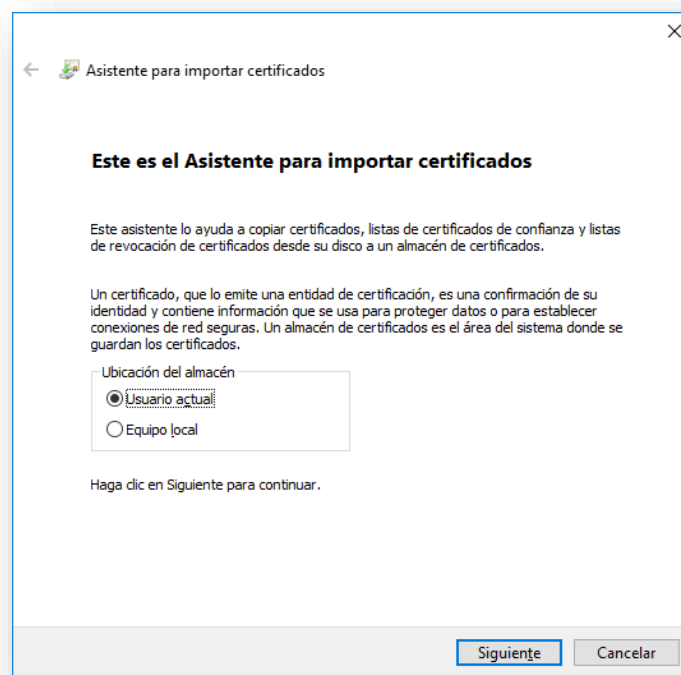 Asistente para importar certificados
Este es el Asistente para importar certificados
Este asistente lo ayuda a copiar certificados, listas de certificados de confianza y listas
de revocación de certificados desde su disco a un almacén de certificados.
Un certificado, que lo emite una entidad de certificación, es una confirmación de su
identidad y contiene información que se usa para proteger datos o para establecer
conexiones de red seguras. Un almacén de certificados es el área del sistema donde se
guardan los certificados.
Ubicación del almacén
Usuario actual
Equipo local
Haga clic en Siguiente para continuar.
Siguiente
Cancelar